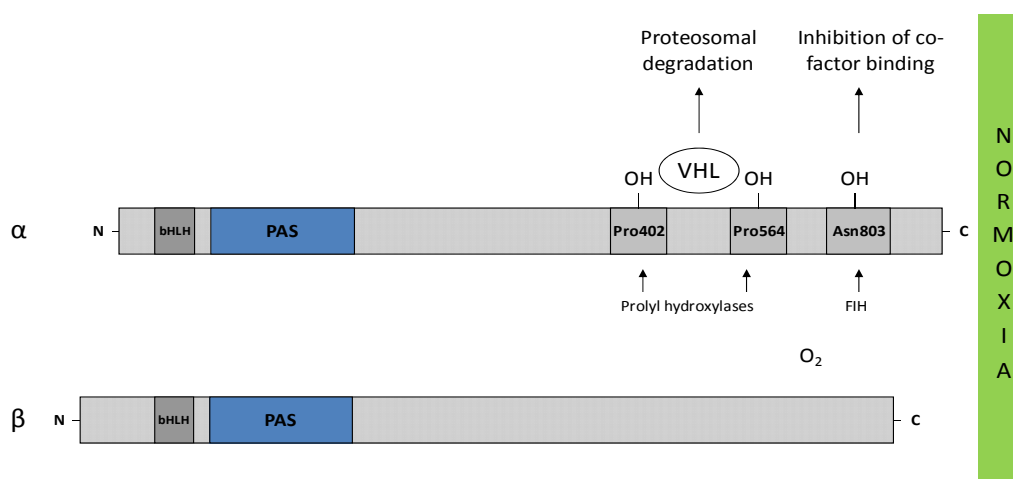 Proteosomal
degradation
Inhibition of co-
factor binding
VHL
OH
OH
OH
α
N
bHLH
PAS
Pro402
Pro564
Asn803
C
Prolyl hydroxylases
FIH
O₂
β
N
bHLH
PAS
C
N
O
R
M
O
X
I
A